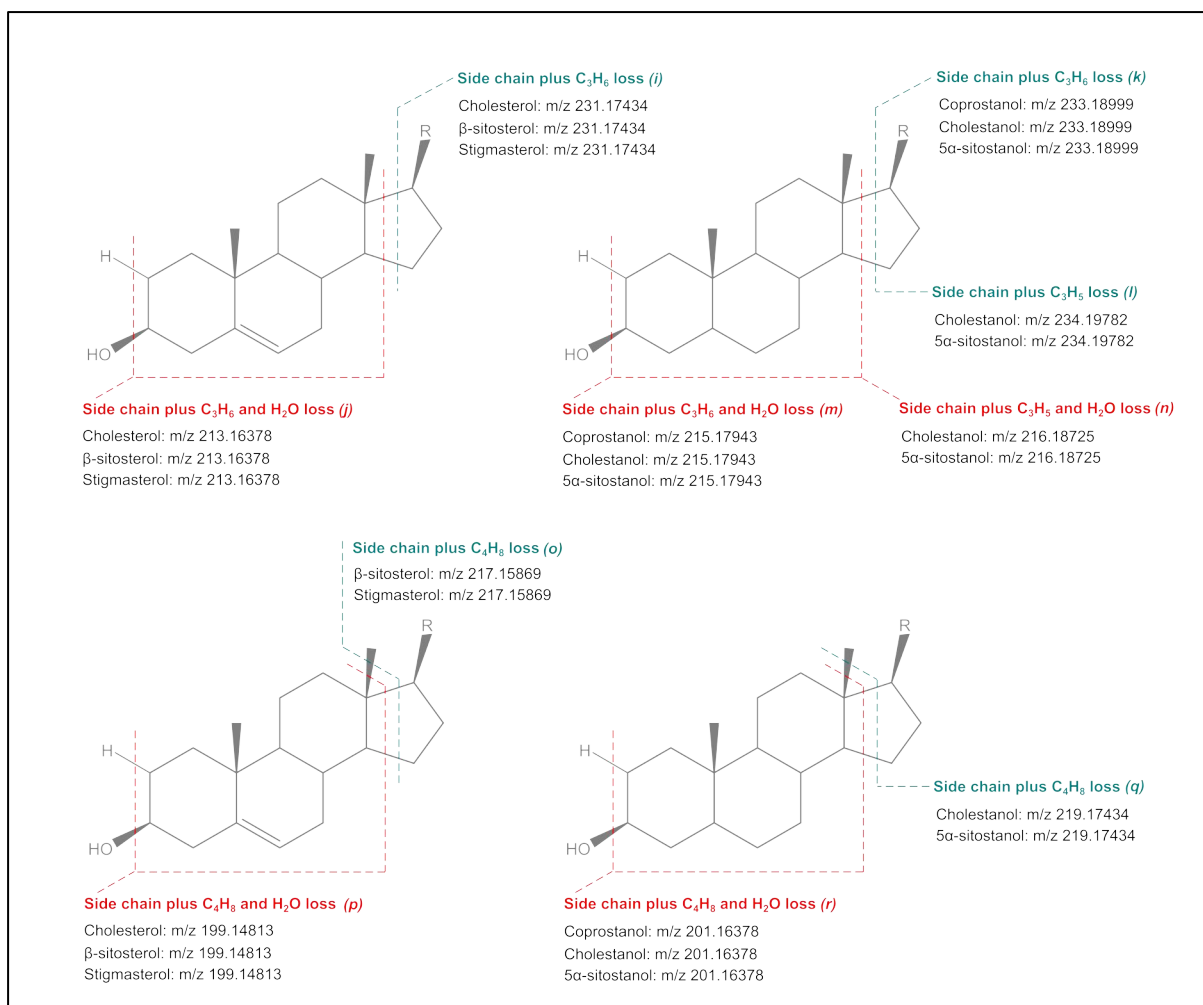 Side chain plus C₃H₆ loss (i)
Cholesterol: m/z 231.17434
β-sitosterol: m/z 231.17434
Stigmasterol: m/z 231.17434
R
H
HO
Side chain plus C₃H₆ and H₂O loss (j)
Cholesterol: m/z 213.16378
β-sitosterol: m/z 213.16378
Stigmasterol: m/z 213.16378
Side chain plus C₃H₆ loss (k)
Coprostanol: m/z 233.18999
Cholestanol: m/z 233.18999
5α-sitostanol: m/z 233.18999
R
H
HO
Side chain plus C₃H₅ loss (l)
Cholestanol: m/z 234.19782
5α-sitostanol: m/z 234.19782
Side chain plus C₃H₆ and H₂O loss (m)
Coprostanol: m/z 215.17943
Cholestanol: m/z 215.17943
5α-sitostanol: m/z 215.17943
Side chain plus C₃H₅ and H₂O loss (n)
Cholestanol: m/z 216.18725
5α-sitostanol: m/z 216.18725
Side chain plus C₄H₈ loss (o)
β-sitosterol: m/z 217.15869
Stigmasterol: m/z 217.15869
R
H
HO
Side chain plus C₄H₈ and H₂O loss (p)
Cholesterol: m/z 199.14813
β-sitosterol: m/z 199.14813
Stigmasterol: m/z 199.14813
R
H
HO
Side chain plus C₄H₈ loss (q)
Cholestanol: m/z 219.17434
5α-sitostanol: m/z 219.17434
Side chain plus C₄H₈ and H₂O loss (r)
Coprostanol: m/z 201.16378
Cholestanol: m/z 201.16378
5α-sitostanol: m/z 201.16378